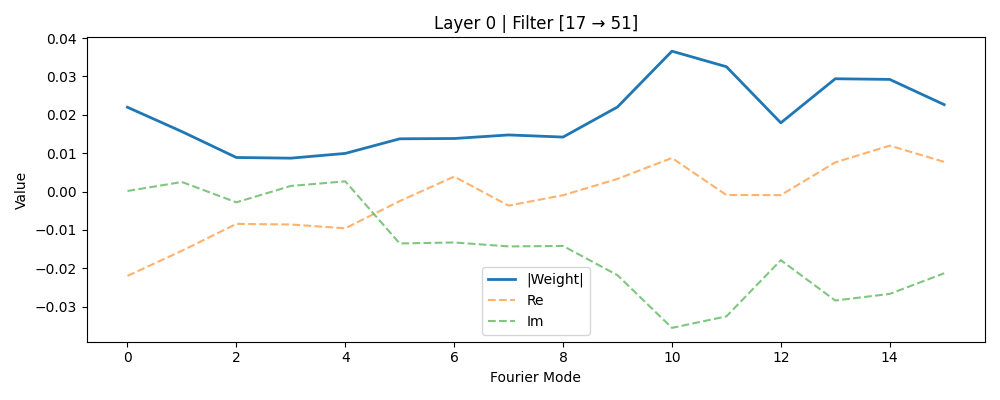 Layer 0 | Filter [17 → 51]
Value
0.04
0.03
0.02
0.01
0.00
−0.01
−0.02
−0.03
|Weight|
Re
Im
0 2 4 6 8 10 12 14
Fourier Mode